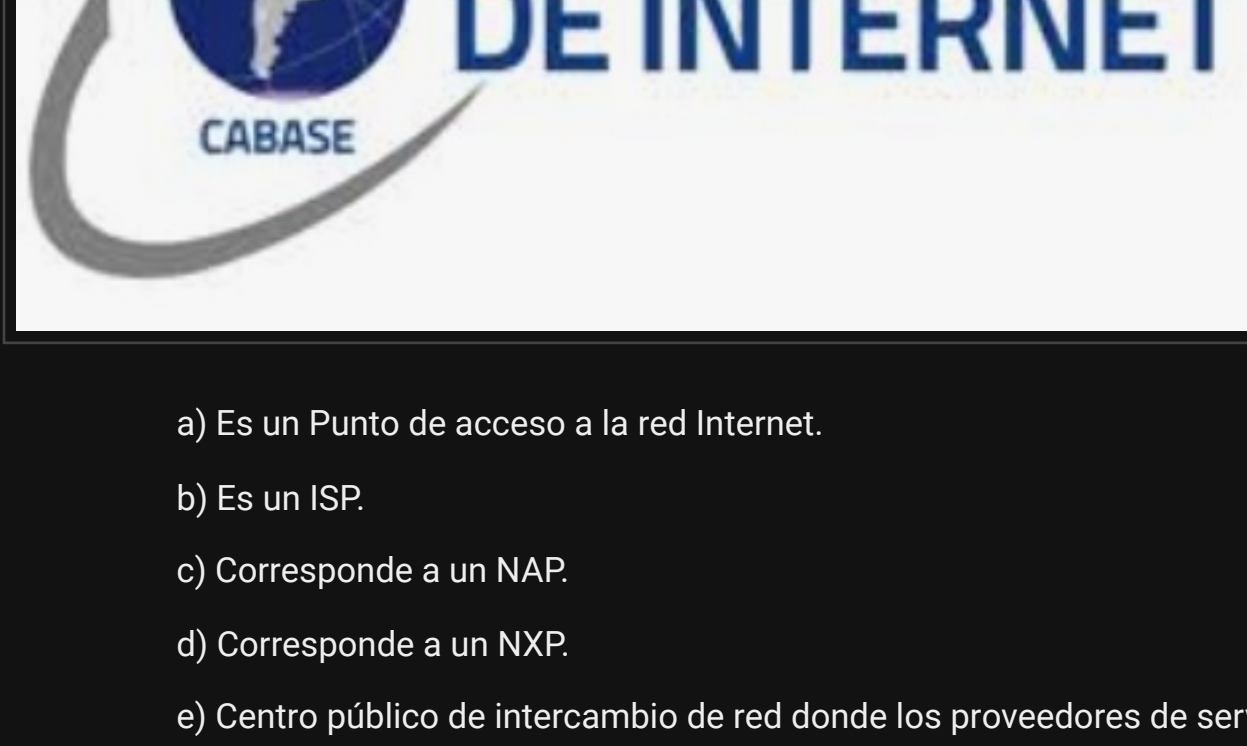 DE INTERNET
CABASE
a) Es un Punto de acceso a la red Internet.
b) Es un ISP.
c) Corresponde a un NAP.
d) Corresponde a un NXP.
e) Centro público de intercambio de red donde los proveedores de